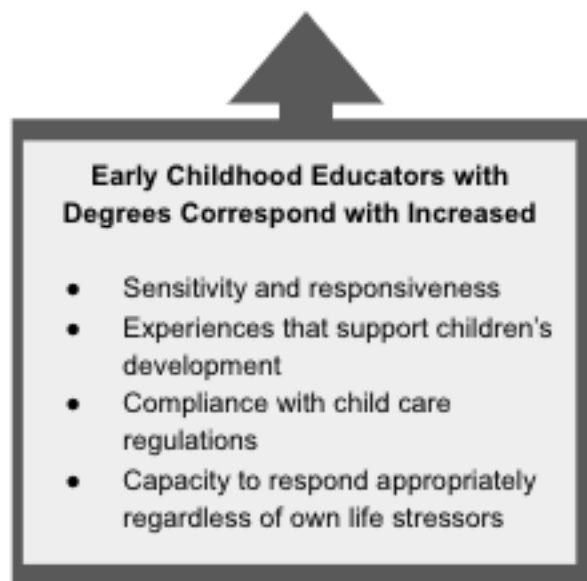 Early Childhood Educators with
Degrees Correspond with Increased
● Sensitivity and responsiveness
● Experiences that support children's
development
● Compliance with child care
regulations
● Capacity to respond appropriately
regardless of own life stressors